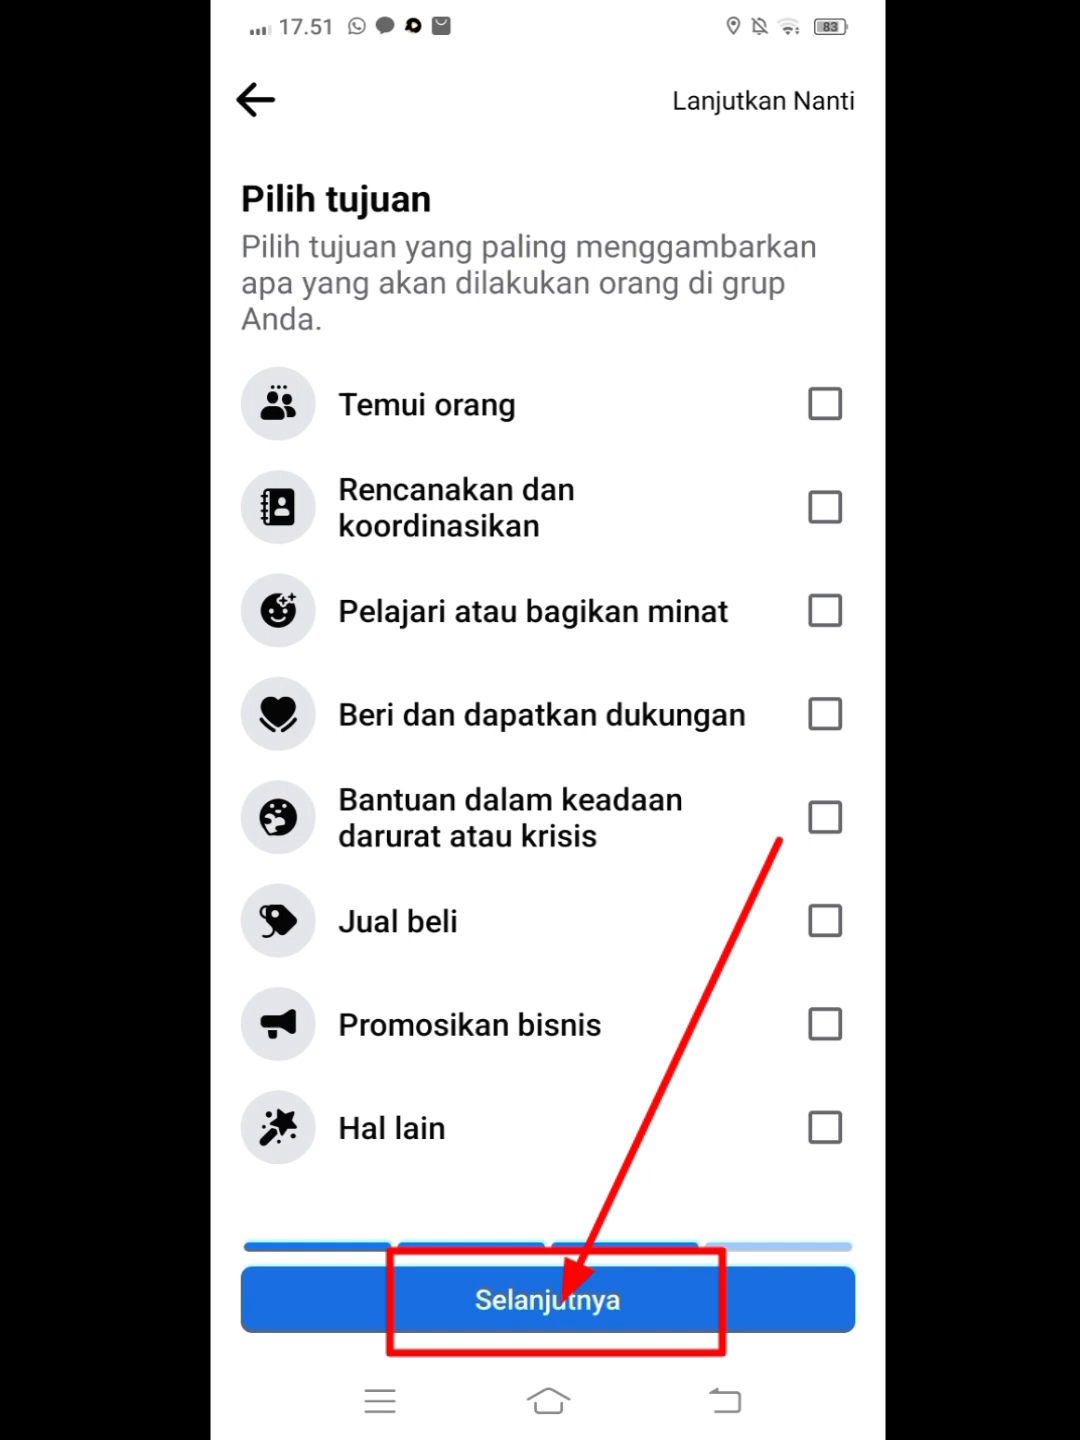 17.51
83
Lanjutkan Nanti
Pilih tujuan
Pilih tujuan yang paling menggambarkan
apa yang akan dilakukan orang di grup
Anda.
Temui orang
Rencanakan dan
koordinasikan
Pelajari atau bagikan minat
Beri dan dapatkan dukungan
Bantuan dalam keadaan
darurat atau krisis
Jual beli
Promosikan bisnis
Hal lain
Selanjutnya